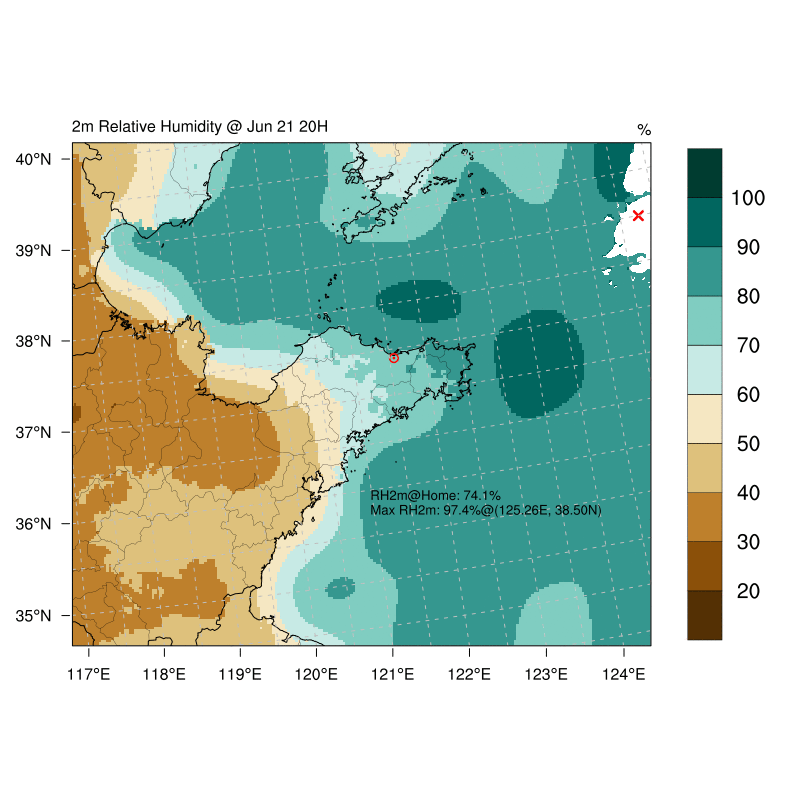 2m Relative Humidity @ Jun 21 20H
%
40°N
39°N
38°N
37°N
36°N
35°N
117°E
118°E
119°E
120°E
121°E
122°E
123°E
124°E
RH2m@Home: 74.1%
Max RH2m: 97.4%@(125.26E, 38.50N)
100
90
80
70
60
50
40
30
20